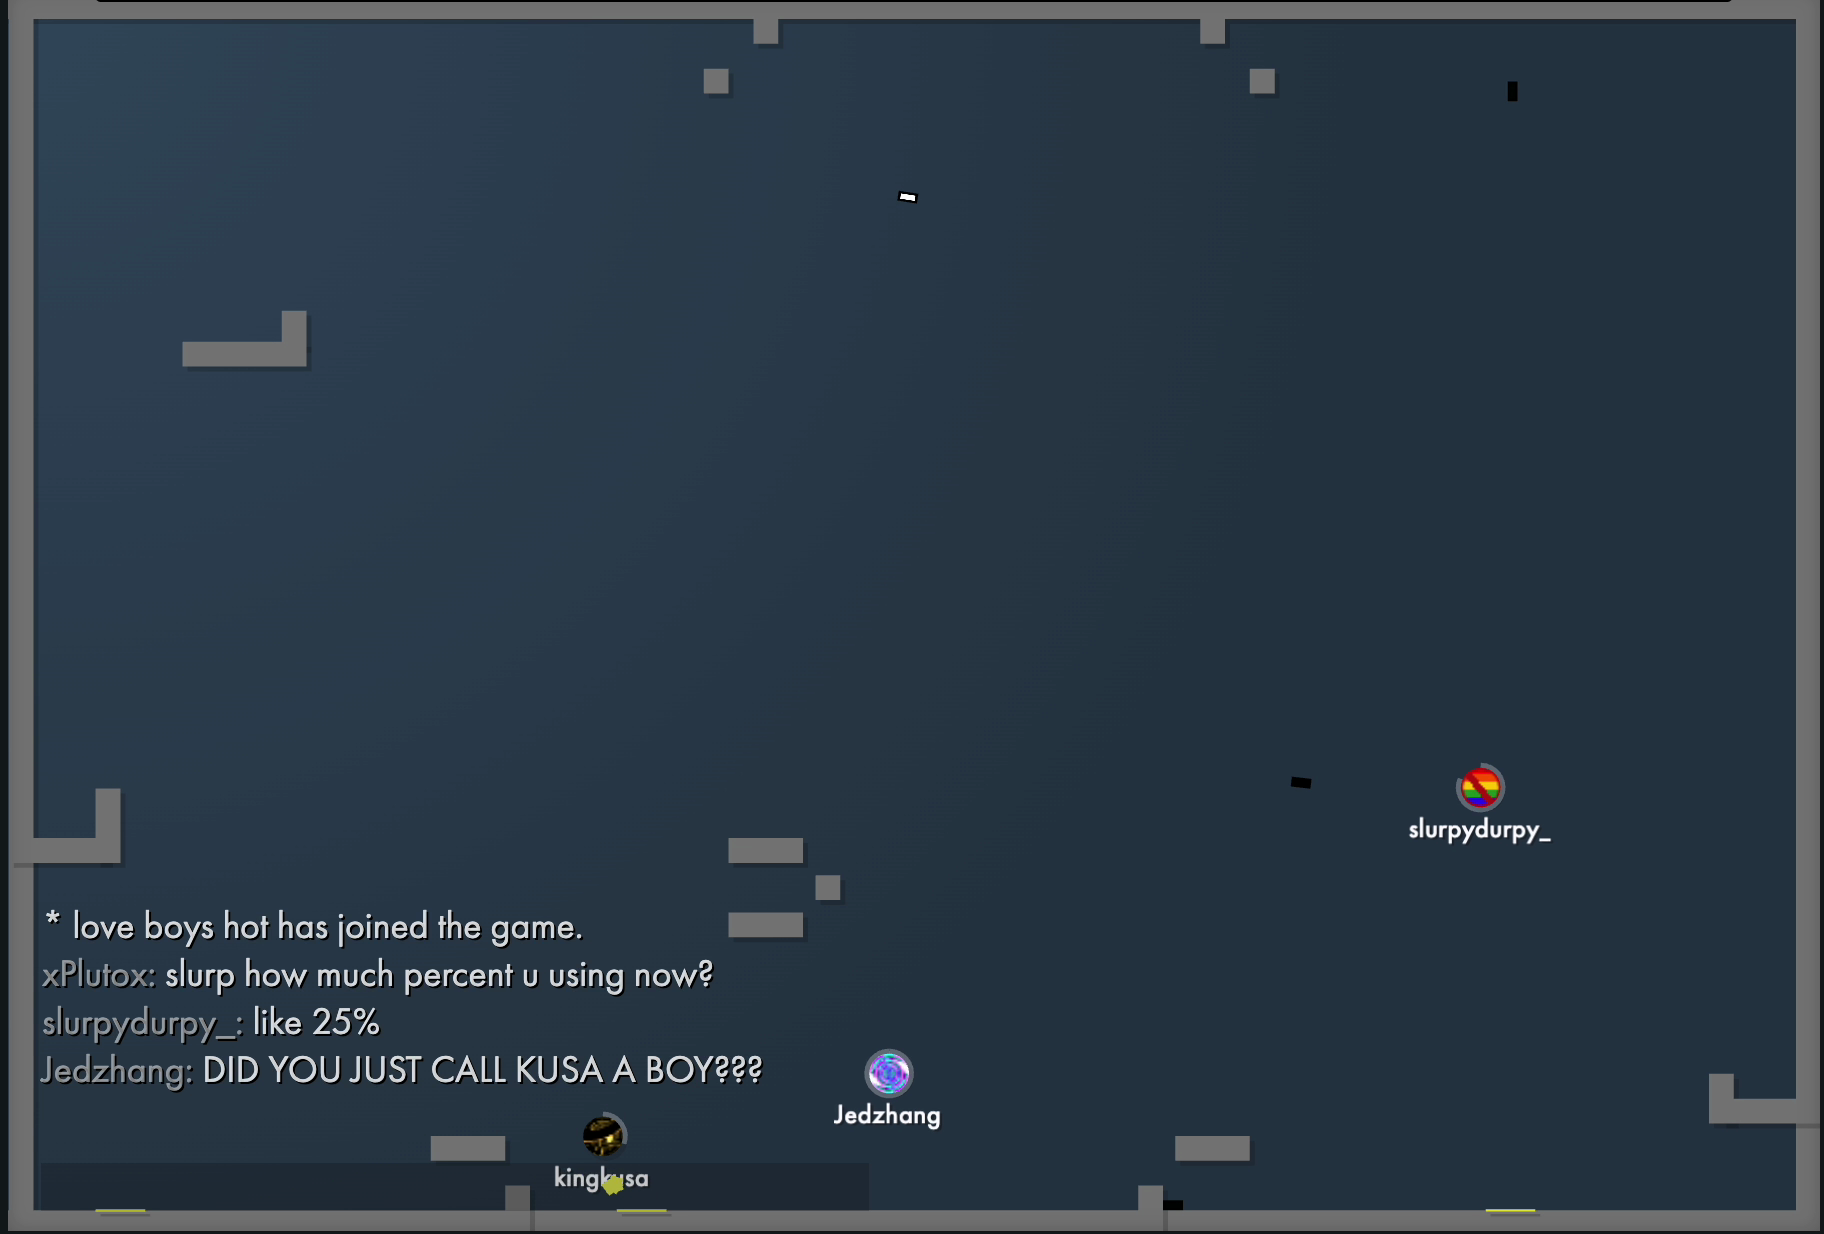 slurpydurpy_
* love boys hot has joined the game.
xPlutox: slurp how much percent u using now?
slurpydurpy_: like 25%
Jedzhang: DID YOU JUST CALL KUSA A BOY???
Jedzhang
kingkusa